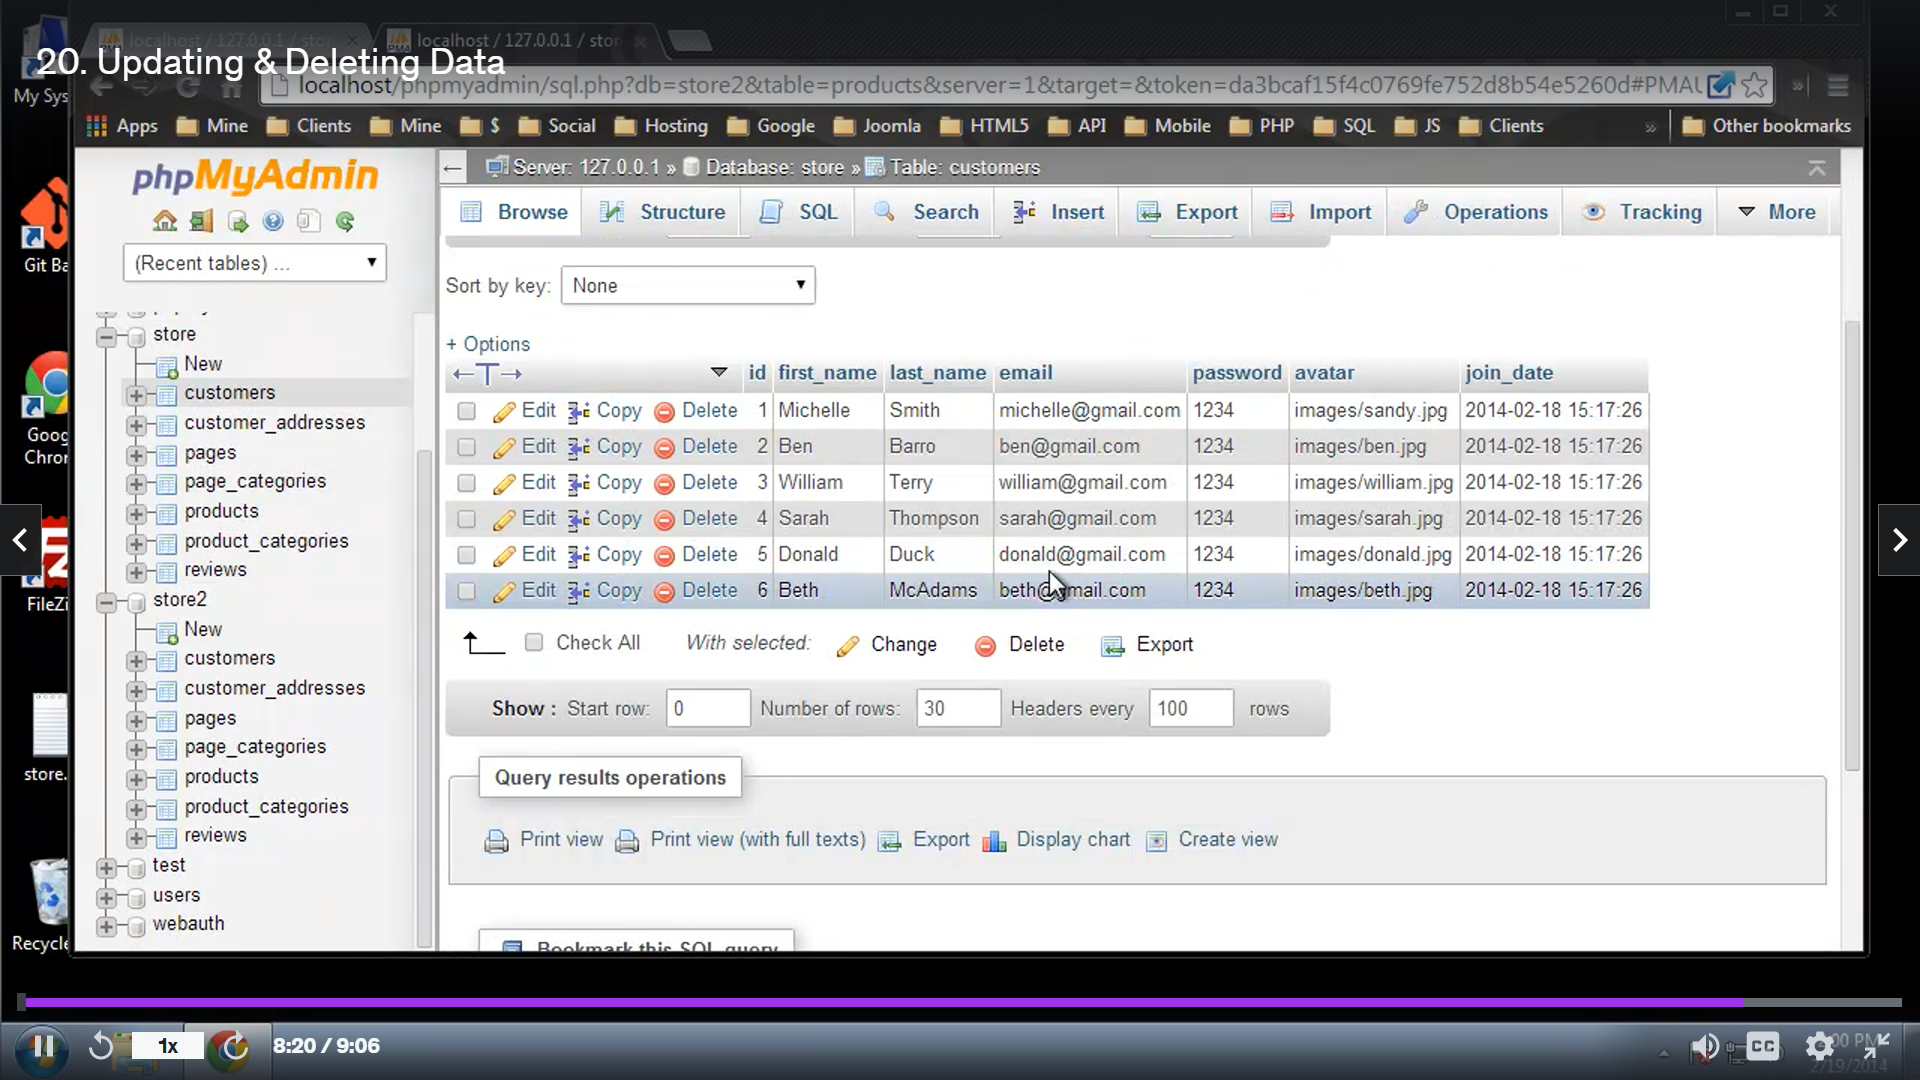 20. Updating & Deleting Data
localhost / 127.0.0.1 / sto
localhost / 127.0.0.1 / stor
localhost/phpmyadmin/sql.php?db=store2&table=products&server=1&target=&token=da3bcaf15f4c0769fe752d8b54e5260d#PMAU
Apps Mine Clients Mine $ Social Hosting Google Joomla HTML5 API Mobile PHP SQL JS Clients » Other bookmarks
My Sys
Git Ba
Goog
Chrom
FileZi
store.
Recycle
phpMyAdmin
(Recent tables) ...
store
New
customers
customer_addresses
pages
page_categories
products
product_categories
reviews
store2
New
customers
customer_addresses
pages
page_categories
products
product_categories
reviews
test
users
webauth
Server: 127.0.0.1 » Database: store » Table: customers
Browse Structure SQL Search Insert Export Import Operations Tracking More
Sort by key: None
+ Options
←T→ id first_name last_name email password avatar join_date
Edit Copy Delete 1 Michelle Smith michelle@gmail.com 1234 images/sandy.jpg 2014-02-18 15:17:26
Edit Copy Delete 2 Ben Barro ben@gmail.com 1234 images/ben.jpg 2014-02-18 15:17:26
Edit Copy Delete 3 William Terry william@gmail.com 1234 images/william.jpg 2014-02-18 15:17:26
Edit Copy Delete 4 Sarah Thompson sarah@gmail.com 1234 images/sarah.jpg 2014-02-18 15:17:26
Edit Copy Delete 5 Donald Duck donald@gmail.com 1234 images/donald.jpg 2014-02-18 15:17:26
Edit Copy Delete 6 Beth McAdams beth@gmail.com 1234 images/beth.jpg 2014-02-18 15:17:26
Check All With selected: Change Delete Export
Show : Start row: 0 Number of rows: 30 Headers every 100 rows
Query results operations
Print view Print view (with full texts) Export Display chart Create view
Bookmark this SQL query
1x 8:20 / 9:06 CC
:00 PM
2/19/2014